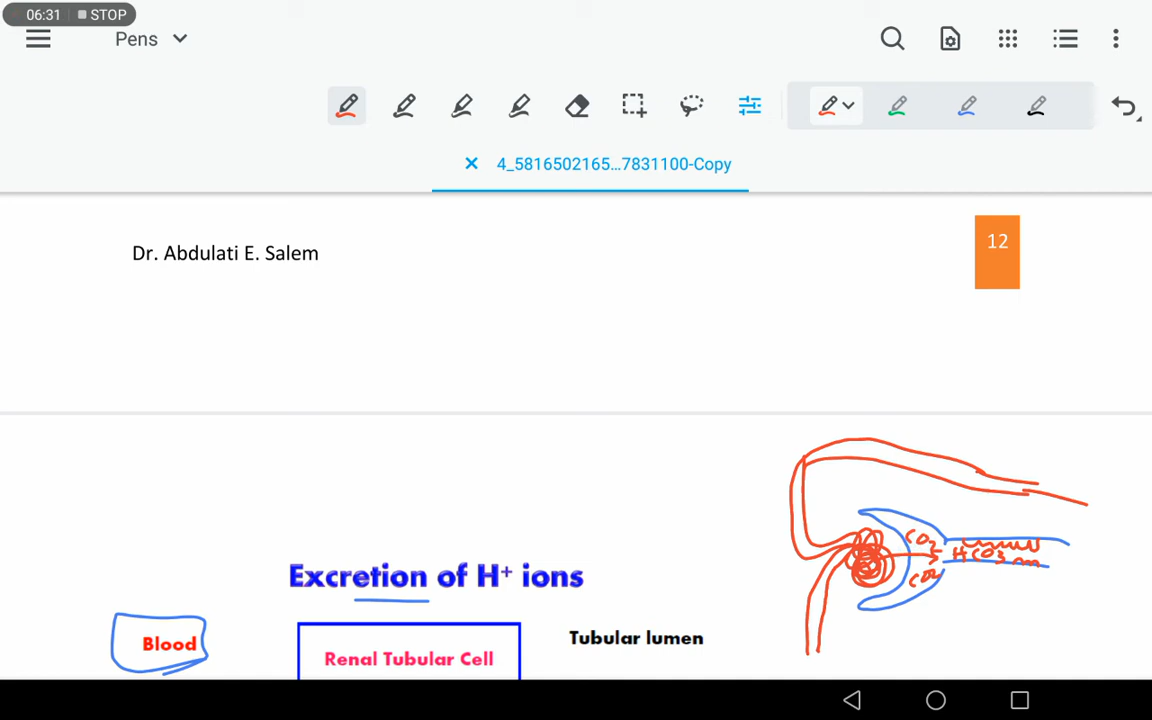 06:31 STOP
Pens
4_5816502165...7831100-Copy
Dr. Abdulati E. Salem
12
CO2
HCO3
CO2
Excretion of H+ ions
Blood
Tubular lumen
Renal Tubular Cell